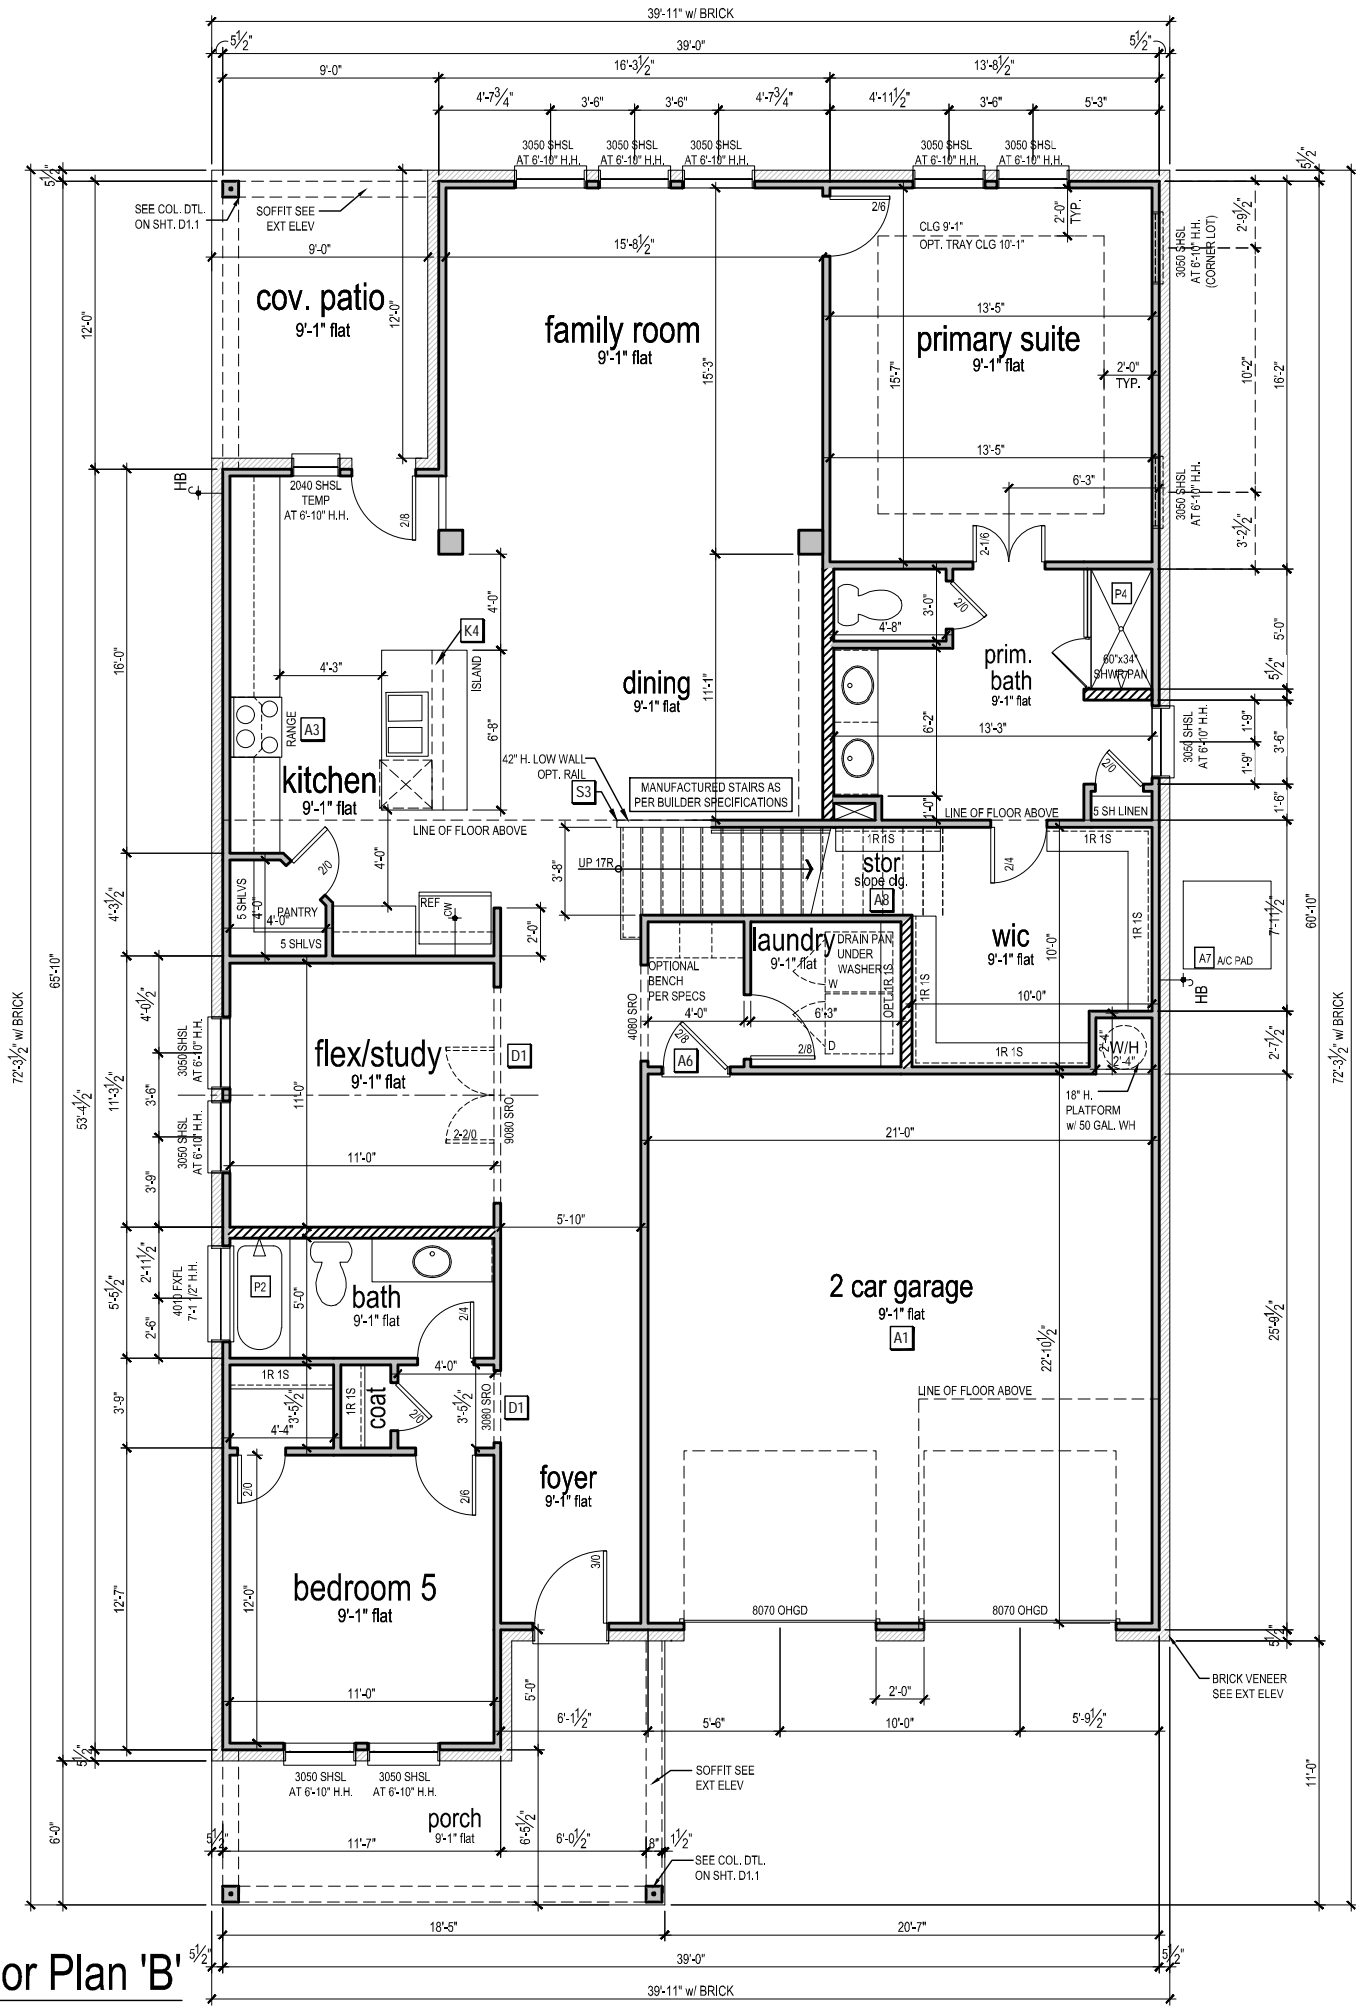 39'-11" w/ BRICK
5½" 39'-0" 5½"
9'-0" 16'-3½" 13'-8½"
4'-7¾" 3'-6" 3'-6" 4'-7¾" 4'-11½" 3'-6" 5'-3"
3050 SHSL
AT 6'-10" H.H.
3050 SHSL
AT 6'-10" H.H.
3050 SHSL
AT 6'-10" H.H.
3050 SHSL
AT 6'-10" H.H.
3050 SHSL
AT 6'-10" H.H.
5½"
5½"
SEE COL. DTL.
ON SHT. D1.1
SOFFIT SEE
EXT ELEV
9'-0"
cov. patio
9'-1" flat
12'-0"
12'-0"
15'-8½"
family room
9'-1" flat
15'-3"
2/6
2'-0"
TYP.
CLG 9'-1"
OPT. TRAY CLG 10'-1"
13'-5"
primary suite
9'-1" flat
15'-7"
2'-0"
TYP.
13'-5"
6'-3"
2-1/6
3050 SHSL
AT 6'-10" H.H.
(CORNER LOT)
2'-9½"
10'-2"
16'-2"
3050 SHSL
AT 6'-10" H.H.
3'-2½"
HB
2040 SHSL
TEMP
AT 6'-10" H.H.
2/8
4'-0"
K4
4'-3"
ISLAND
6'-8"
16'-0"
RANGE
A3
kitchen
9'-1" flat
dining
9'-1" flat
11'-1"
3'-0"
4'-8"
2/0
P4
60"x34"
SHWR PAN
prim.
bath
9'-1" flat
6'-2"
13'-3"
2/0
5 SH LINEN
1'-0"
5'-0"
5½"
3050 SHSL
AT 6'-10" H.H.
1'-9"
1'-9"
3'-6"
1'-6"
42" H. LOW WALL
OPT. RAIL
S3
MANUFACTURED STAIRS AS
PER BUILDER SPECIFICATIONS
LINE OF FLOOR ABOVE
LINE OF FLOOR ABOVE
UP 17R
3'-8"
4'-0"
2/0
5 SHLVS
4'-0"
4'-0"
PANTRY
5 SHLVS
REF
CW
2'-0"
4'-3½"
1R 1S
stor
slope clg.
A8
2/4
1R 1S
1R 1S
wic
9'-1" flat
10'-0"
10'-0"
1R 1S
1R 1S
7'-11½"
A7 A/C PAD
HB
60'-10"
laundry
9'-1" flat
DRAIN PAN
UNDER
WASHER
OPT. 1R 1S
W
D
6'-3"
2/8
OPTIONAL
BENCH
PER SPECS
4'-0"
4080 SRO
2/8
A6
W/H
2'-4"
2'-4"
2'-7½"
18" H.
PLATFORM
w/ 50 GAL. WH
72'-3½" w/ BRICK
65'-10"
53'-4½"
11'-3½"
4'-0½"
3'-6"
3'-9"
3050 SHSL
AT 6'-10" H.H.
3050 SHSL
AT 6'-10" H.H.
flex/study
9'-1" flat
11'-0"
11'-0"
2-2/0
D1
9080 SRO
5'-10"
21'-0"
72'-3½" w/ BRICK
2 car garage
9'-1" flat
A1
22'-10½"
25'-9½"
LINE OF FLOOR ABOVE
8070 OHGD
8070 OHGD
5'-5½"
2'-11½"
2'-6"
4010 FXFL
7'-1 1/2" H.H.
P2
5'-0"
bath
9'-1" flat
2/4
4'-0"
1R 1S
3'-5½"
4'-4"
1R 1S
coat
2/0
3'-5½"
3080 SRO
D1
3'-9"
2/0
2/6
foyer
9'-1" flat
3/0
bedroom 5
9'-1" flat
12'-0"
11'-0"
12'-7"
5½"
5'-0"
6'-1½" 5'-6" 2'-0" 10'-0" 5'-9½"
5½"
BRICK VENEER
SEE EXT ELEV
3050 SHSL
AT 6'-10" H.H.
3050 SHSL
AT 6'-10" H.H.
SOFFIT SEE
EXT ELEV
porch
9'-1" flat
6'-5½"
6'-0"
11'-0"
5½" 11'-7" 6'-0½" 8" 1½"
SEE COL. DTL.
ON SHT. D1.1
18'-5" 20'-7"
5½" 39'-0" 5½"
39'-11" w/ BRICK
or Plan 'B'